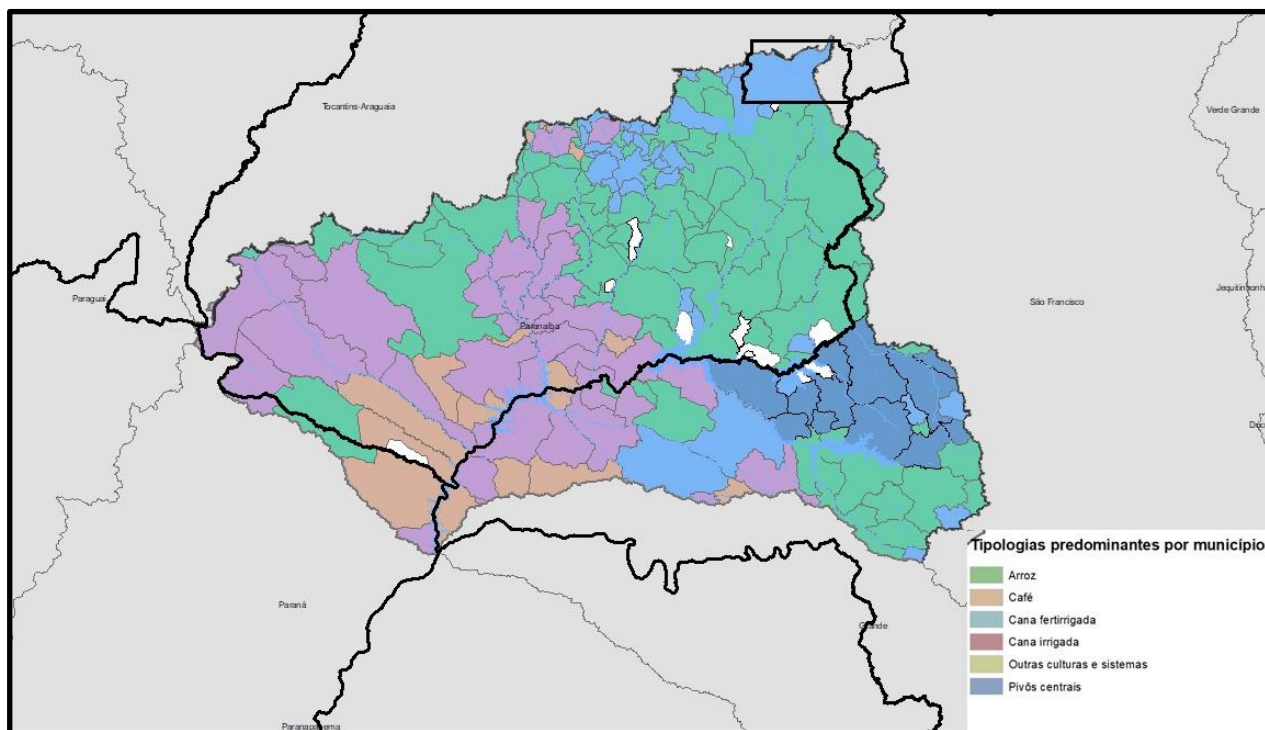 Tocantins-Araguaia
Verde Grande
Paraguai
São Francisco
Paranaíba
Tipologias predominantes por município
Arroz
Café
Cana fertirrigada
Cana irrigada
Outras culturas e sistemas
Pivôs centrais
Paraná
Grande
Paranapanema